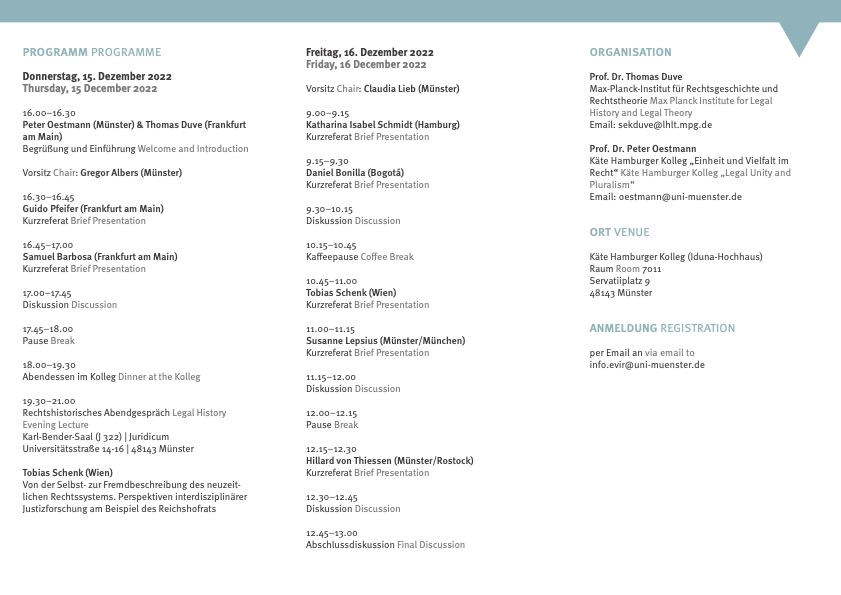 PROGRAMM PROGRAMME
Donnerstag, 15. Dezember 2022
Thursday, 15 December 2022
16.00–16.30
Peter Oestmann (Münster) & Thomas Duve (Frankfurt
am Main)
Begrüßung und Einführung Welcome and Introduction
Vorsitz Chair: Gregor Albers (Münster)
16.30–16.45
Guido Pfeifer (Frankfurt am Main)
Kurzreferat Brief Presentation
16.45–17.00
Samuel Barbosa (Frankfurt am Main)
Kurzreferat Brief Presentation
17.00–17.45
Diskussion Discussion
17.45–18.00
Pause Break
18.00–19.30
Abendessen im Kolleg Dinner at the Kolleg
19.30–21.00
Rechtshistorisches Abendgespräch Legal History
Evening Lecture
Karl-Bender-Saal (J 322) | Juridicum
Universitätsstraße 14-16 | 48143 Münster
Tobias Schenk (Wien)
Von der Selbst- zur Fremdbeschreibung des neuzeit-
lichen Rechtssystems. Perspektiven interdisziplinärer
Justizforschung am Beispiel des Reichshofrats
Freitag, 16. Dezember 2022
Friday, 16 December 2022
Vorsitz Chair: Claudia Lieb (Münster)
9.00–9.15
Katharina Isabel Schmidt (Hamburg)
Kurzreferat Brief Presentation
9.15–9.30
Daniel Bonilla (Bogotá)
Kurzreferat Brief Presentation
9.30–10.15
Diskussion Discussion
10.15–10.45
Kaffeepause Coffee Break
10.45–11.00
Tobias Schenk (Wien)
Kurzreferat Brief Presentation
11.00–11.15
Susanne Lepsius (Münster/München)
Kurzreferat Brief Presentation
11.15–12.00
Diskussion Discussion
12.00–12.15
Pause Break
12.15–12.30
Hillard von Thiessen (Münster/Rostock)
Kurzreferat Brief Presentation
12.30–12.45
Diskussion Discussion
12.45–13.00
Abschlussdiskussion Final Discussion
ORGANISATION
Prof. Dr. Thomas Duve
Max-Planck-Institut für Rechtsgeschichte und
Rechtstheorie Max Planck Institute for Legal
History and Legal Theory
Email: sekduve@lhlt.mpg.de
Prof. Dr. Peter Oestmann
Käte Hamburger Kolleg „Einheit und Vielfalt im
Recht“ Käte Hamburger Kolleg „Legal Unity and
Pluralism“
Email: oestmann@uni-muenster.de
ORT VENUE
Käte Hamburger Kolleg (Iduna-Hochhaus)
Raum Room 7011
Servatiiplatz 9
48143 Münster
ANMELDUNG REGISTRATION
per Email an via email to
info.evir@uni-muenster.de